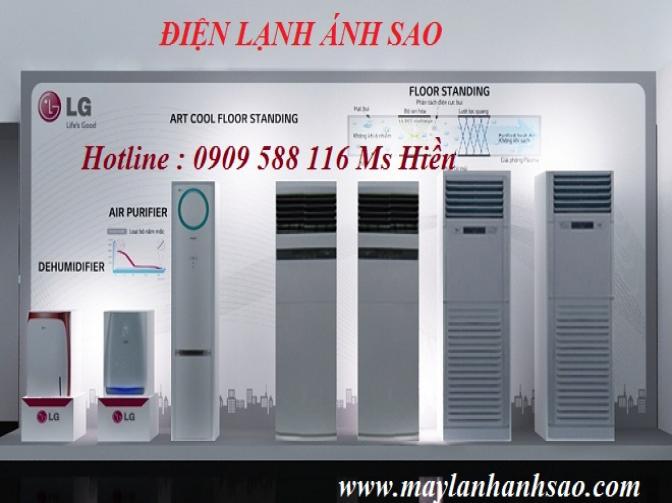 ĐIỆN LẠNH ÁNH SAO
LG
Life's Good
FLOOR STANDING
ART COOL FLOOR STANDING
Hotline : 0909 588 116 Ms Hiền
AIR PURIFIER
DEHUMIDIFIER
LG
LG
www.maylanhanhsao.com